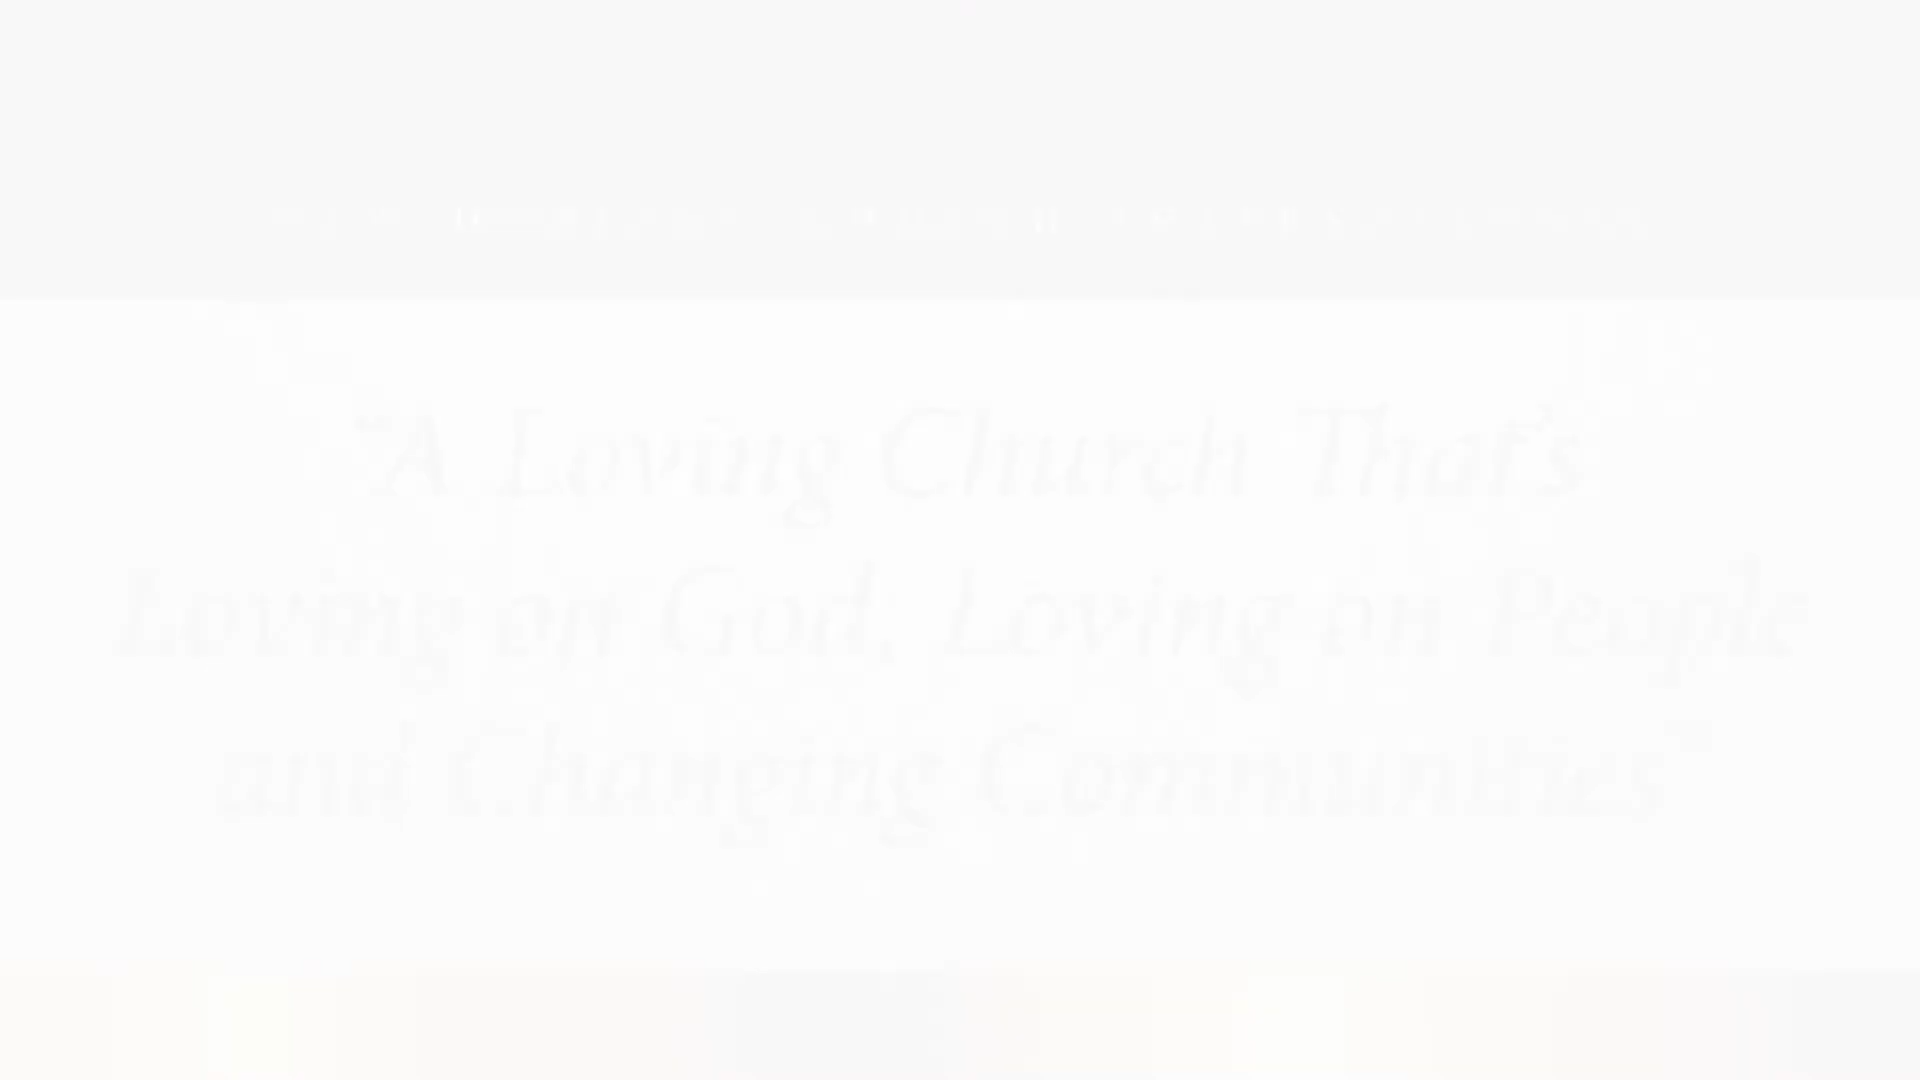 “A Loving Church That's
Loving on God, Loving on People
and Changing Communities”